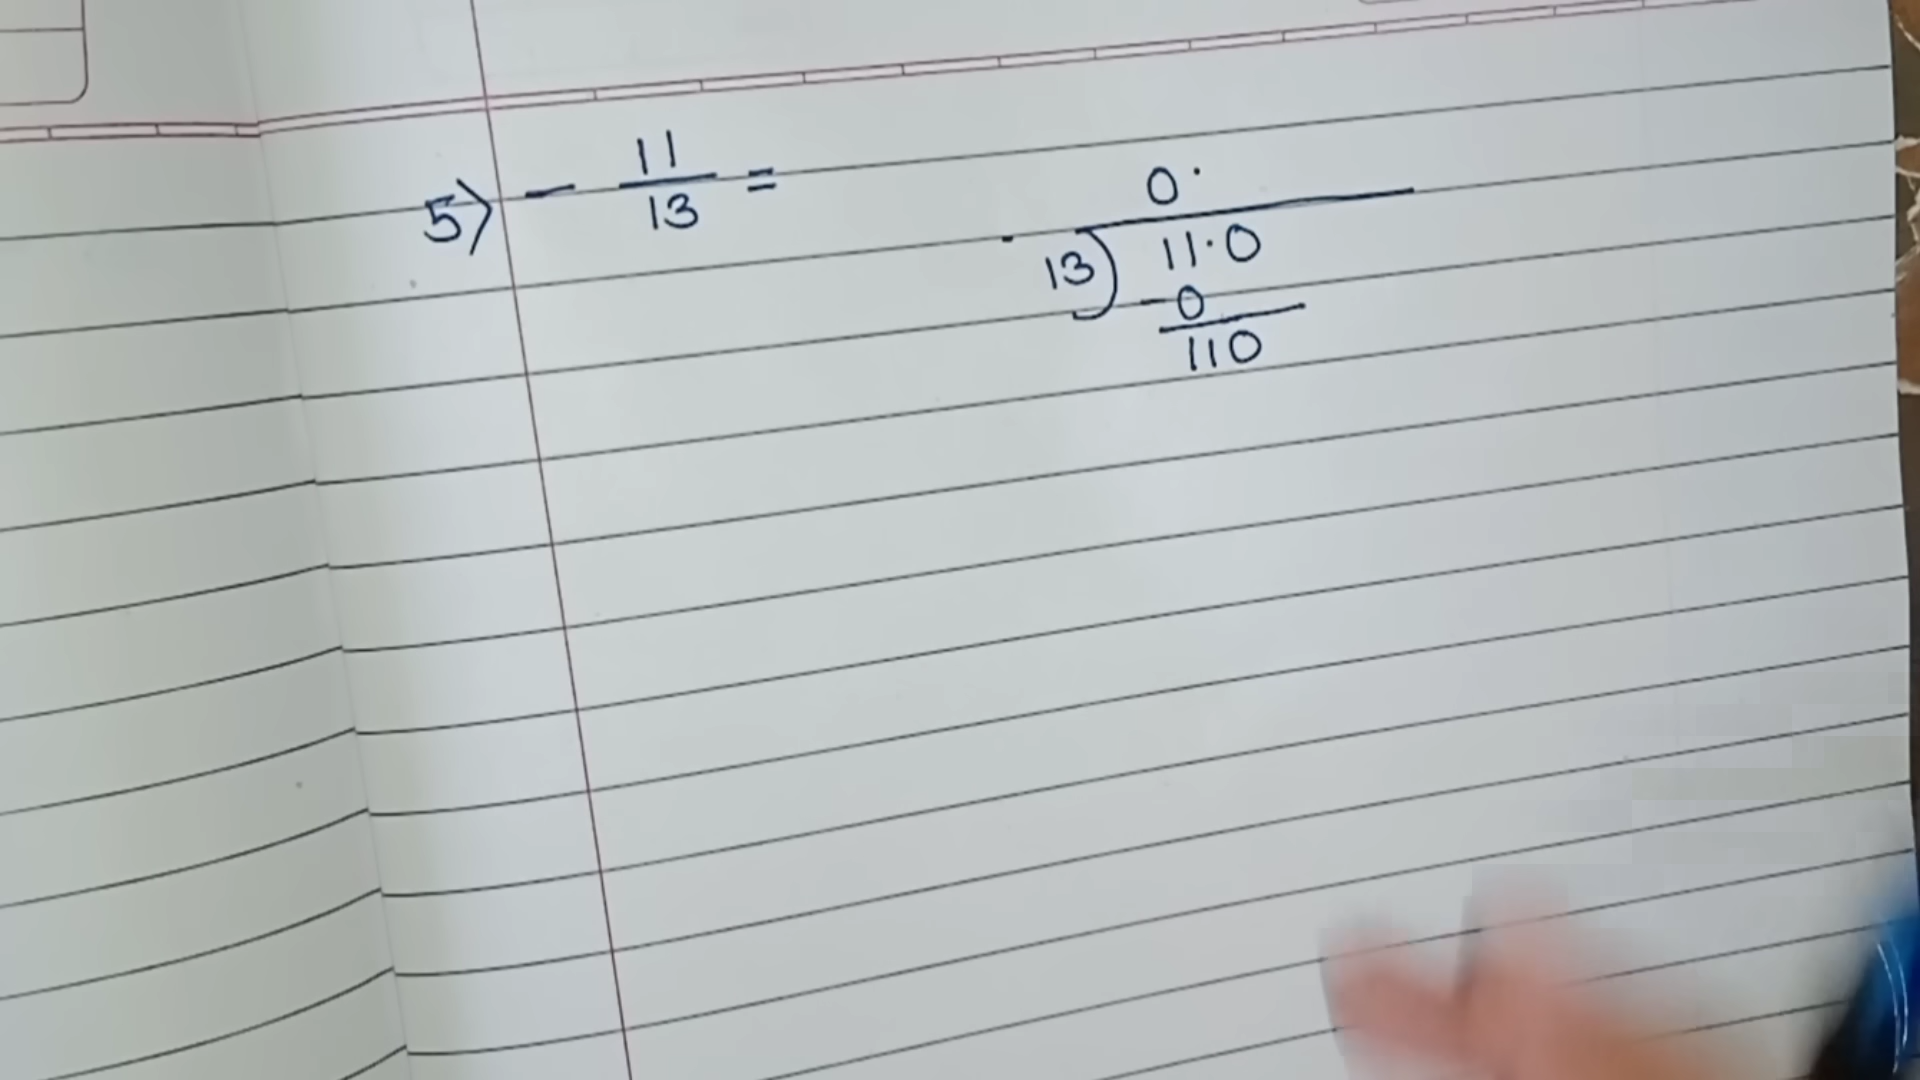 5) - 11/13 =
0.
13) 11.0
- 0
110